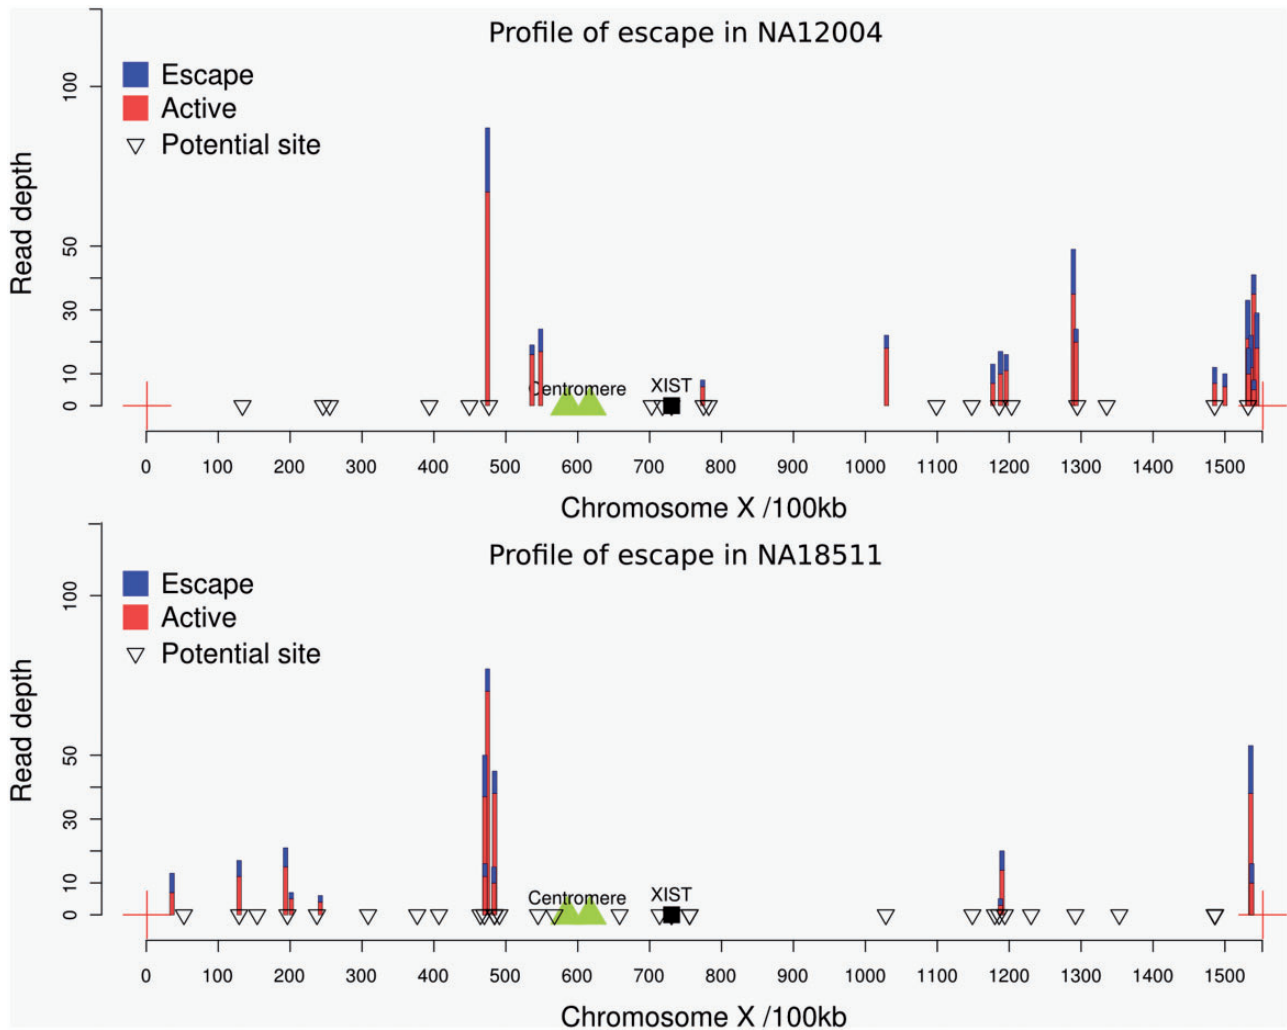 Profile of escape in NA12004
Escape
Active
Potential site
Read depth
100
50
30
10
0
Centromere
XIST
0 100 200 300 400 500 600 700 800 900 1000 1100 1200 1300 1400 1500
Chromosome X /100kb
Profile of escape in NA18511
Escape
Active
Potential site
Read depth
100
50
30
10
0
Centromere
XIST
0 100 200 300 400 500 600 700 800 900 1000 1100 1200 1300 1400 1500
Chromosome X /100kb